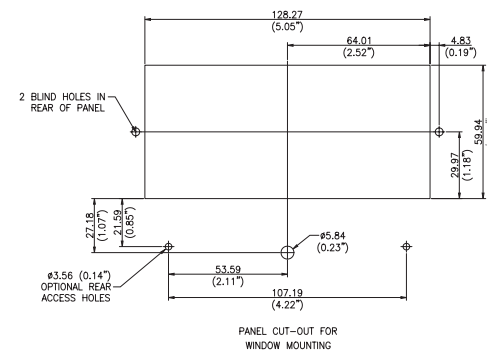 128.27
(5.05")
64.01
(2.52")
4.83
(0.19")
2 BLIND HOLES IN
REAR OF PANEL
59.94
29.97
(1.18")
27.18
(1.07")
21.59
(0.85")
ø5.84
(0.23")
ø3.56 (0.14")
OPTIONAL REAR
ACCESS HOLES
53.59
(2.11")
107.19
(4.22")
PANEL CUT-OUT FOR
WINDOW MOUNTING